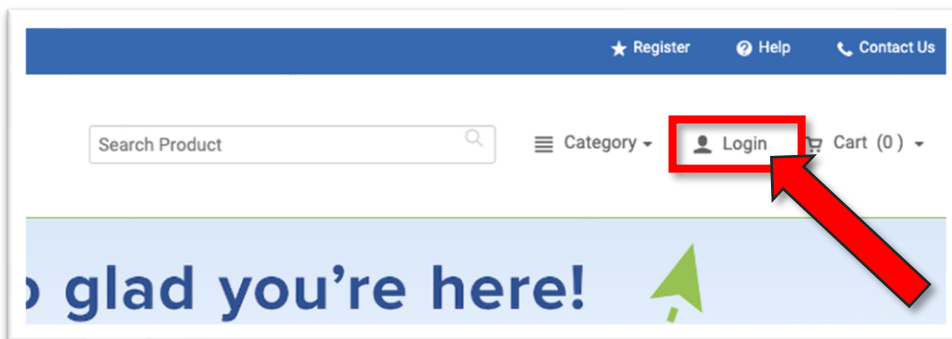 Register Help Contact Us
Search Product Category Login Cart (0)
glad you're here!